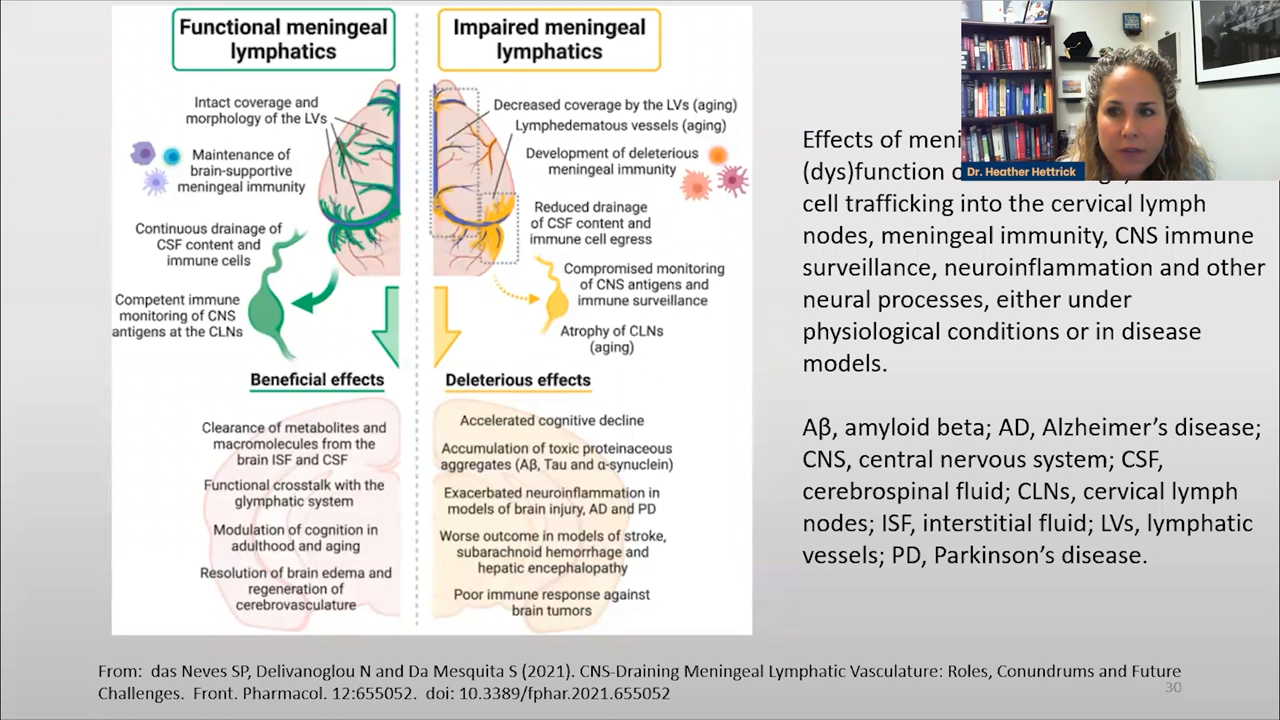 Functional meningeal
lymphatics
Intact coverage and
morphology of the LVs
Maintenance of
brain-supportive
meningeal immunity
Continuous drainage of
CSF content and
immune cells
Competent immune
monitoring of CNS
antigens at the CLNs
Beneficial effects
Clearance of metabolites and
macromolecules from the
brain ISF and CSF
Functional crosstalk with the
glymphatic system
Modulation of cognition in
adulthood and aging
Resolution of brain edema and
regeneration of
cerebrovasculature
Impaired meningeal
lymphatics
Decreased coverage by the LVs (aging)
Lymphedematous vessels (aging)
Development of deleterious
meningeal immunity
Reduced drainage
of CSF content and
immune cell egress
Compromised monitoring
of CNS antigens and
immune surveillance
Atrophy of CLNs
(aging)
Deleterious effects
Accelerated cognitive decline
Accumulation of toxic proteinaceous
aggregates (Aβ, Tau and α-synuclein)
Exacerbated neuroinflammation in
models of brain injury, AD and PD
Worse outcome in models of stroke,
subarachnoid hemorrhage and
hepatic encephalopathy
Poor immune response against
brain tumors
Dr. Heather Hettrick
Effects of
(dys)function
cell trafficking into the cervical lymph
nodes, meningeal immunity, CNS immune
surveillance, neuroinflammation and other
neural processes, either under
physiological conditions or in disease
models.
Aβ, amyloid beta; AD, Alzheimer’s disease;
CNS, central nervous system; CSF,
cerebrospinal fluid; CLNs, cervical lymph
nodes; ISF, interstitial fluid; LVs, lymphatic
vessels; PD, Parkinson’s disease.
From: das Neves SP, Delivanoglou N and Da Mesquita S (2021). CNS-Draining Meningeal Lymphatic Vasculature: Roles, Conundrums and Future
Challenges. Front. Pharmacol. 12:655052. doi: 10.3389/fphar.2021.655052
30